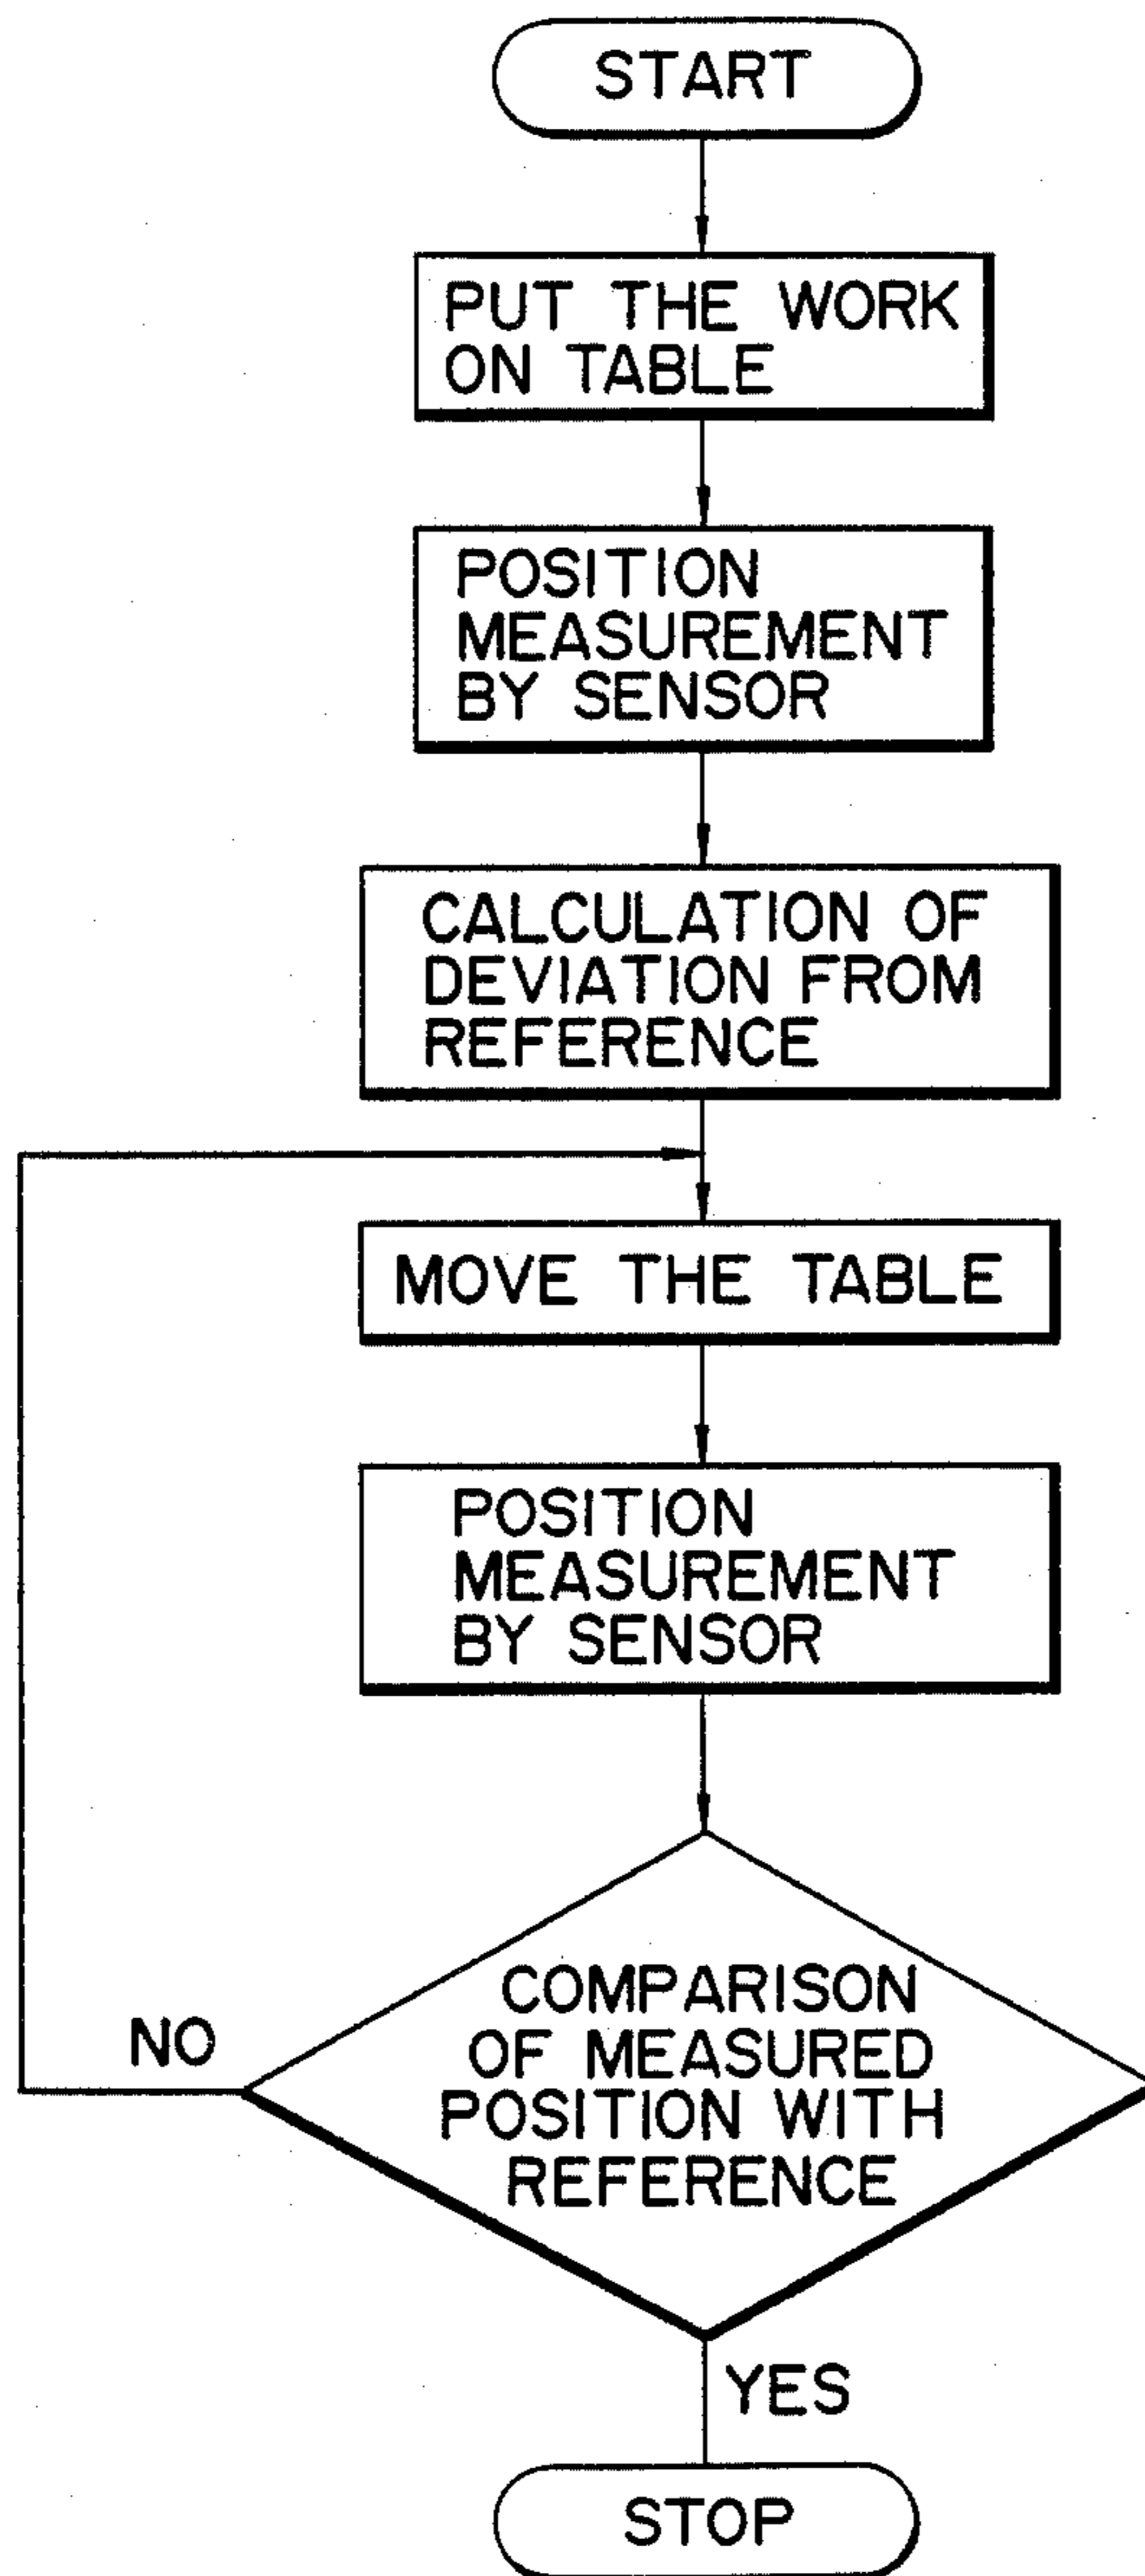 START
PUT THE WORK
ON TABLE
POSITION
MEASUREMENT
BY SENSOR
CALCULATION OF
DEVIATION FROM
REFERENCE
MOVE THE TABLE
POSITION
MEASUREMENT
BY SENSOR
COMPARISON
OF MEASURED
POSITION WITH
REFERENCE
NO
YES
STOP